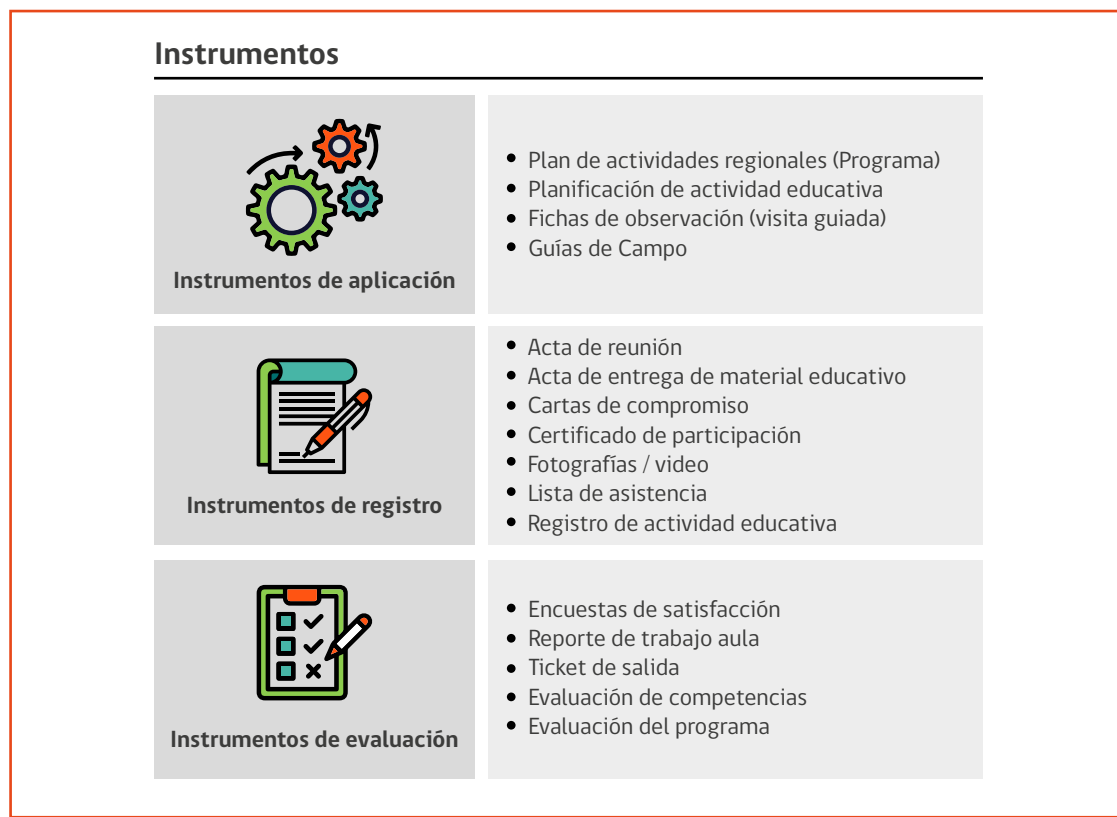 Instrumentos
Instrumentos de aplicación
• Plan de actividades regionales (Programa)
• Planificación de actividad educativa
• Fichas de observación (visita guiada)
• Guías de Campo
Instrumentos de registro
• Acta de reunión
• Acta de entrega de material educativo
• Cartas de compromiso
• Certificado de participación
• Fotografías / video
• Lista de asistencia
• Registro de actividad educativa
Instrumentos de evaluación
• Encuestas de satisfacción
• Reporte de trabajo aula
• Ticket de salida
• Evaluación de competencias
• Evaluación del programa